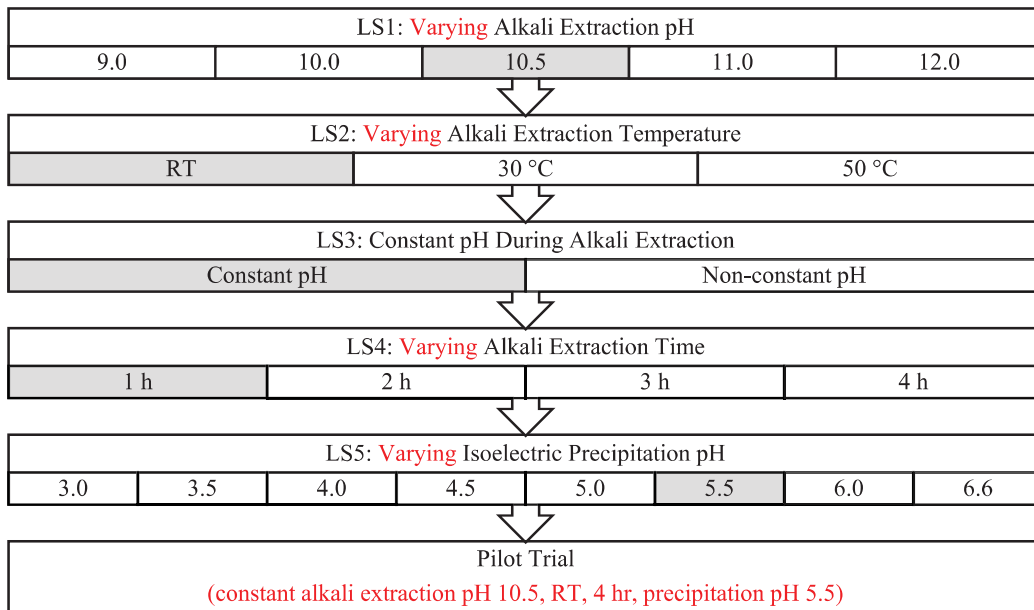 LS1: Varying Alkali Extraction pH
9.0 10.0 10.5 11.0 12.0
LS2: Varying Alkali Extraction Temperature
RT 30 °C 50 °C
LS3: Constant pH During Alkali Extraction
Constant pH Non-constant pH
LS4: Varying Alkali Extraction Time
1 h 2 h 3 h 4 h
LS5: Varying Isoelectric Precipitation pH
3.0 3.5 4.0 4.5 5.0 5.5 6.0 6.6
Pilot Trial
(constant alkali extraction pH 10.5, RT, 4 hr, precipitation pH 5.5)